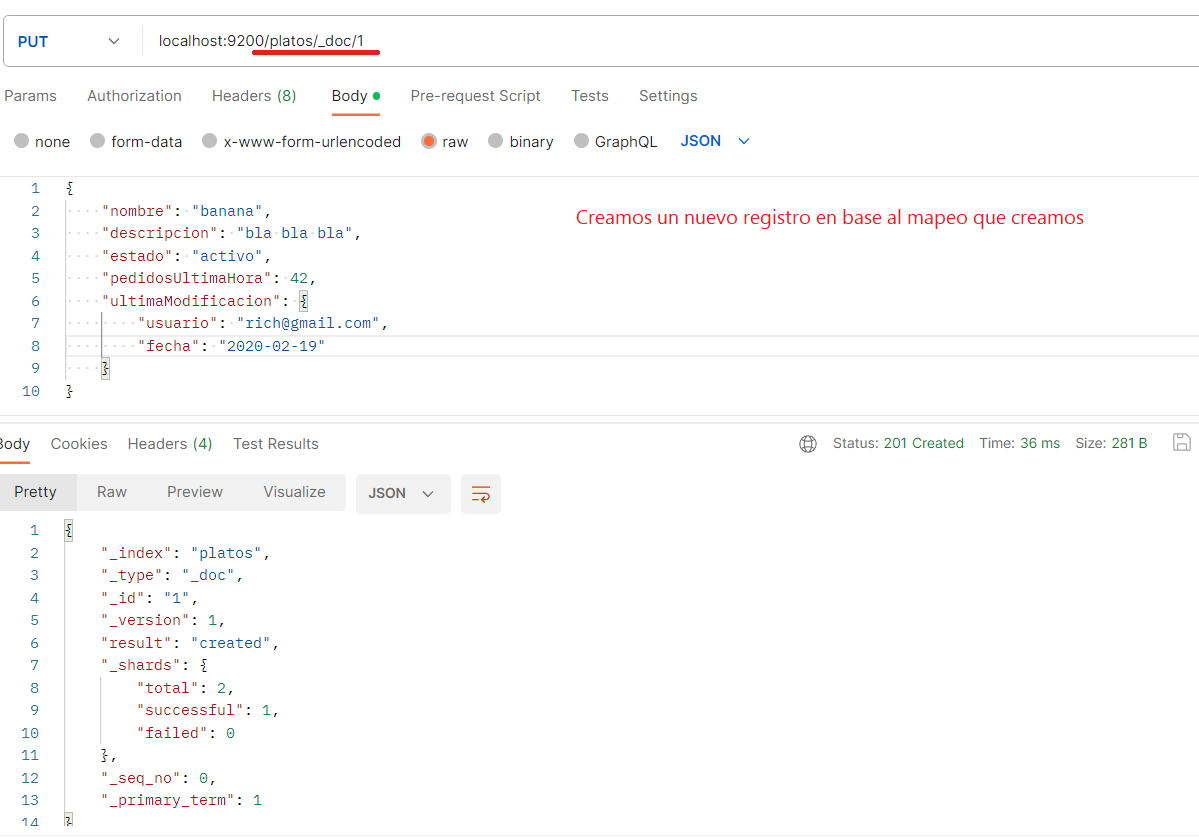 PUT localhost:9200/platos/_doc/1
Params Authorization Headers (8) Body Pre-request Script Tests Settings
none form-data x-www-form-urlencoded raw binary GraphQL JSON
1 {
2 "nombre": "banana",
3 "descripcion": "bla bla bla",
4 "estado": "activo",
5 "pedidosUltimaHora": 42,
6 "ultimaModificacion": {
7 "usuario": "rich@gmail.com",
8 "fecha": "2020-02-19"
9 }
10 }
Creamos un nuevo registro en base al mapeo que creamos
Body Cookies Headers (4) Test Results Status: 201 Created Time: 36 ms Size: 281 B
Pretty Raw Preview Visualize JSON
1 {
2 "_index": "platos",
3 "_type": "_doc",
4 "_id": "1",
5 "_version": 1,
6 "result": "created",
7 "_shards": {
8 "total": 2,
9 "successful": 1,
10 "failed": 0
11 },
12 "_seq_no": 0,
13 "_primary_term": 1
14 }